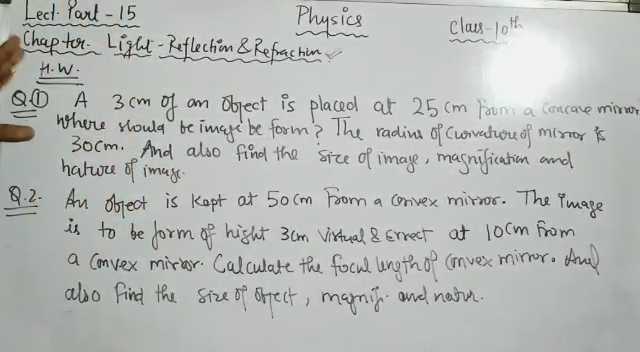 Lect. Part - 15
Physics
Class - 10th
Chapter. Light - Reflection & Refraction
H.W.
Q.1 A 3cm of an object is placed at 25cm from a concave mirror
where should be image be form? The radius of curvature of mirror is
30cm. And also find the size of image, magnification and
nature of image.
Q.2. An object is kept at 50cm from a convex mirror. The image
is to be form of hight 3cm virtual & Errect at 10cm from
a convex mirror. Calculate the focul length of convex mirror. And
also find the size of object, magnifi. and natur.